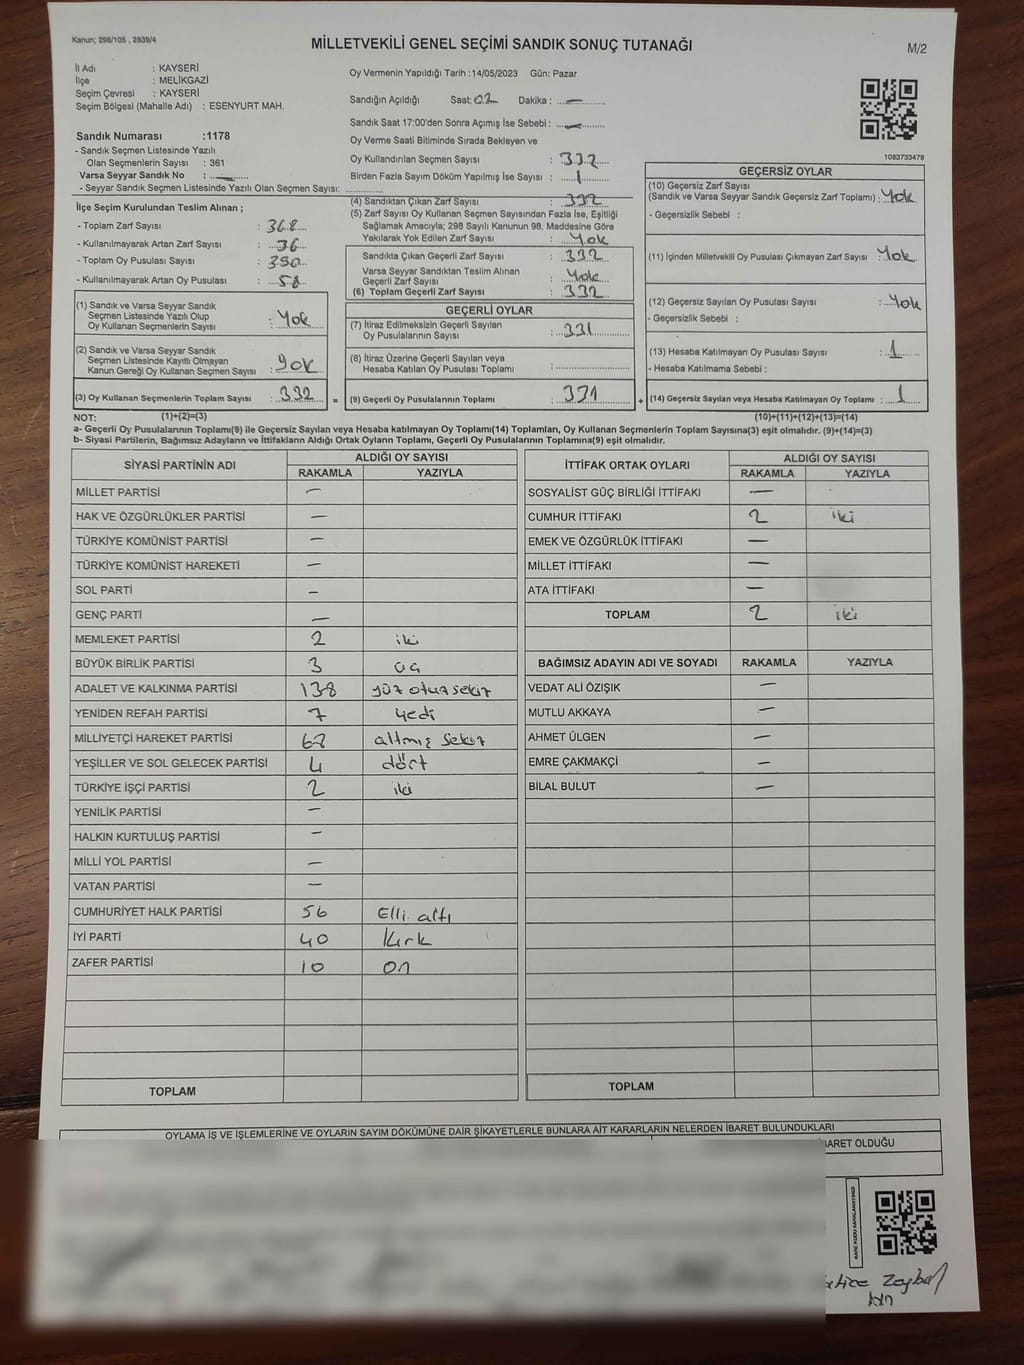 Kanun; 298/105 , 2839/4
MİLLETVEKİLİ GENEL SEÇİMİ SANDIK SONUÇ TUTANAĞI
M/2
İl Adı : KAYSERİ
İlçe : MELİKGAZİ
Seçim Çevresi : KAYSERİ
Seçim Bölgesi (Mahalle Adı) : ESENYURT MAH.
Sandık Numarası :1178
- Sandık Seçmen Listesinde Yazılı
Olan Seçmenlerin Sayısı : 361
Varsa Seyyar Sandık No : —
- Seyyar Sandık Seçmen Listesinde Yazılı Olan Seçmen Sayısı:
Oy Vermenin Yapıldığı Tarih :14/05/2023 Gün: Pazar
Sandığın Açıldığı Saat: 02 Dakika : —
Sandık Saat 17:00'den Sonra Açımış İse Sebebi : —
Oy Verme Saati Bitiminde Sırada Bekleyen ve
Oy Kullandırılan Seçmen Sayısı : 332
Birden Fazla Sayım Döküm Yapılmış İse Sayısı : 1
1083733478
İlçe Seçim Kurulundan Teslim Alınan ;
- Toplam Zarf Sayısı : 368
- Kullanılmayarak Artan Zarf Sayısı : 36
- Toplam Oy Pusulası Sayısı : 390
- Kullanılmayarak Artan Oy Pusulası : 58
(1) Sandık ve Varsa Seyyar Sandık
Seçmen Listesinde Yazılı Olup
Oy Kullanan Seçmenlerin Sayısı : Yok
(2) Sandık ve Varsa Seyyar Sandık
Seçmen Listesinde Kayıtlı Olmayan
Kanun Gereği Oy Kullanan Seçmen Sayısı : yok
(3) Oy Kullanan Seçmenlerin Toplam Sayısı : 332 =
(4) Sandıktan Çıkan Zarf Sayısı : 332
(5) Zarf Sayısı Oy Kullanan Seçmen Sayısından Fazla İse, Eşitliği
Sağlamak Amacıyla; 298 Sayılı Kanunun 98. Maddesine Göre
Yakılarak Yok Edilen Zarf Sayısı : Yok
Sandıkta Çıkan Geçerli Zarf Sayısı : 332
Varsa Seyyar Sandıktan Teslim Alınan
Geçerli Zarf Sayısı : Yok
(6) Toplam Geçerli Zarf Sayısı : 332
GEÇERLİ OYLAR
(7) İtiraz Edilmeksizin Geçerli Sayılan
Oy Pusulalarının Sayısı : 331
(8) İtiraz Üzerine Geçerli Sayılan veya
Hesaba Katılan Oy Pusulası Toplamı :
(9) Geçerli Oy Pusulalarının Toplamı : 331 +
GEÇERSİZ OYLAR
(10) Geçersiz Zarf Sayısı
(Sandık ve Varsa Seyyar Sandık Geçersiz Zarf Toplamı) : Yok
- Geçersizlik Sebebi :
(11) İçinden Milletvekili Oy Pusulası Çıkmayan Zarf Sayısı : Yok
(12) Geçersiz Sayılan Oy Pusulası Sayısı : Yok
- Geçersizlik Sebebi :
(13) Hesaba Katılmayan Oy Pusulası Sayısı : 1
- Hesaba Katılmama Sebebi :
(14) Geçersiz Sayılan veya Hesaba Katılmayan Oy Toplamı : 1
NOT: (1)+(2)=(3) (10)+(11)+(12)+(13)=(14)
a- Geçerli Oy Pusulalarının Toplamı(9) ile Geçersiz Sayılan veya Hesaba katılmayan Oy Toplamı(14) Toplamları, Oy Kullanan Seçmenlerin Toplam Sayısına(3) eşit olmalıdır. (9)+(14)=(3)
b- Siyasi Partilerin, Bağımsız Adayların ve İttifakların Aldığı Ortak Oyların Toplamı, Geçerli Oy Pusulalarının Toplamına(9) eşit olmalıdır.
SİYASİ PARTİNİN ADI ALDIĞI OY SAYISI
RAKAMLA YAZIYLA
MİLLET PARTİSİ —
HAK VE ÖZGÜRLÜKLER PARTİSİ —
TÜRKİYE KOMÜNİST PARTİSİ —
TÜRKİYE KOMÜNİST HAREKETİ —
SOL PARTİ —
GENÇ PARTİ —
MEMLEKET PARTİSİ 2 iki
BÜYÜK BİRLİK PARTİSİ 3 üç
ADALET VE KALKINMA PARTİSİ 138 yüz otuz sekiz
YENİDEN REFAH PARTİSİ 7 yedi
MİLLİYETÇİ HAREKET PARTİSİ 68 altmış sekiz
YEŞİLLER VE SOL GELECEK PARTİSİ 4 dört
TÜRKİYE İŞÇİ PARTİSİ 2 iki
YENİLİK PARTİSİ —
HALKIN KURTULUŞ PARTİSİ —
MİLLİ YOL PARTİSİ —
VATAN PARTİSİ —
CUMHURİYET HALK PARTİSİ 56 Elli altı
İYİ PARTİ 40 Kırk
ZAFER PARTİSİ 10 on
TOPLAM
İTTİFAK ORTAK OYLARI ALDIĞI OY SAYISI
RAKAMLA YAZIYLA
SOSYALİST GÜÇ BİRLİĞİ İTTİFAKI —
CUMHUR İTTİFAKI 2 iki
EMEK VE ÖZGÜRLÜK İTTİFAKI —
MİLLET İTTİFAKI —
ATA İTTİFAKI —
TOPLAM 2 iki
BAĞIMSIZ ADAYIN ADI VE SOYADI RAKAMLA YAZIYLA
VEDAT ALİ ÖZIŞIK —
MUTLU AKKAYA —
AHMET ÜLGEN —
EMRE ÇAKMAKÇİ —
BİLAL BULUT —
TOPLAM
OYLAMA İŞ VE İŞLEMLERİNE VE OYLARIN SAYIM DÖKÜMÜNE DAİR ŞİKAYETLERLE BUNLARA AİT KARARLARIN NELERDEN İBARET BULUNDUKLARI
BARET OLDUĞU